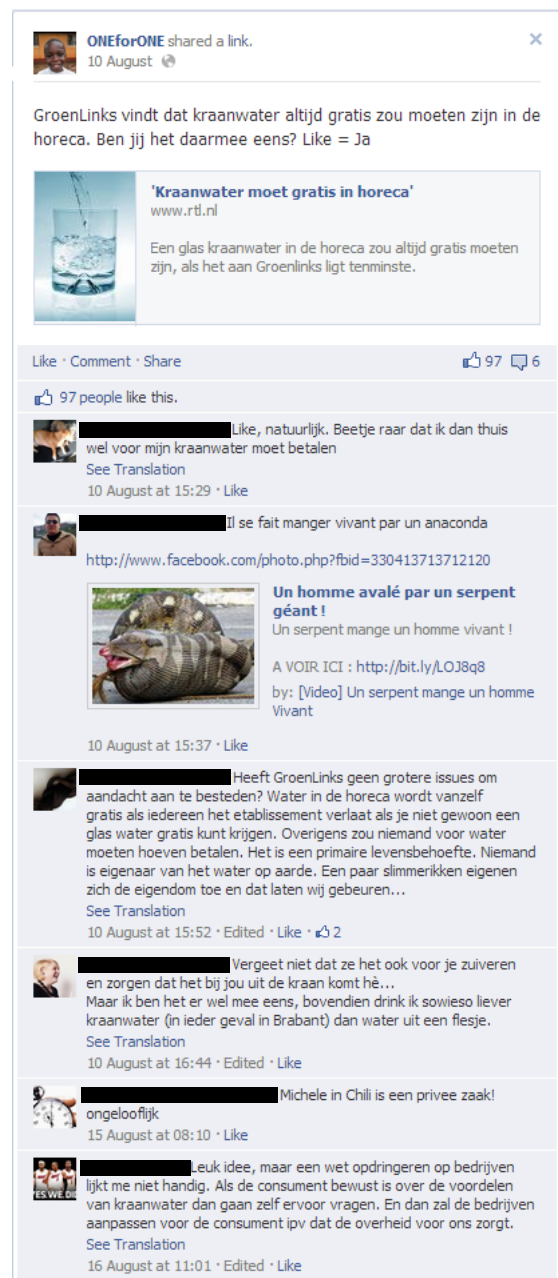 ONEforONE shared a link.
10 August
GroenLinks vindt dat kraanwater altijd gratis zou moeten zijn in de
horeca. Ben jij het daarmee eens? Like = Ja
'Kraanwater moet gratis in horeca'
www.rtl.nl
Een glas kraanwater in de horeca zou altijd gratis moeten
zijn, als het aan Groenlinks ligt tenminste.
Like · Comment · Share 97 6
97 people like this.
Like, natuurlijk. Beetje raar dat ik dan thuis
wel voor mijn kraanwater moet betalen
See Translation
10 August at 15:29 · Like
Il se fait manger vivant par un anaconda
http://www.facebook.com/photo.php?fbid=330413713712120
Un homme avalé par un serpent
géant !
Un serpent mange un homme vivant !
A VOIR ICI : http://bit.ly/LOJ8q8
by: [Video] Un serpent mange un homme
Vivant
10 August at 15:37 · Like
Heeft GroenLinks geen grotere issues om
aandacht aan te besteden? Water in de horeca wordt vanzelf
gratis als iedereen het etablissement verlaat als je niet gewoon een
glas water gratis kunt krijgen. Overigens zou niemand voor water
moeten hoeven betalen. Het is een primaire levensbehoefte. Niemand
is eigenaar van het water op aarde. Een paar slimmerikken eigenen
zich de eigendom toe en dat laten wij gebeuren...
See Translation
10 August at 15:52 · Edited · Like · 2
Vergeet niet dat ze het ook voor je zuiveren
en zorgen dat het bij jou uit de kraan komt hè...
Maar ik ben het er wel mee eens, bovendien drink ik sowieso liever
kraanwater (in ieder geval in Brabant) dan water uit een flesje.
See Translation
10 August at 16:44 · Edited · Like
Michele in Chili is een privee zaak!
ongelooflijk
15 August at 08:10 · Like
YES WE DID
Leuk idee, maar een wet opdringeren op bedrijven
lijkt me niet handig. Als de consument bewust is over de voordelen
van kraanwater dan gaan zelf ervoor vragen. En dan zal de bedrijven
aanpassen voor de consument ipv dat de overheid voor ons zorgt.
See Translation
16 August at 11:01 · Edited · Like